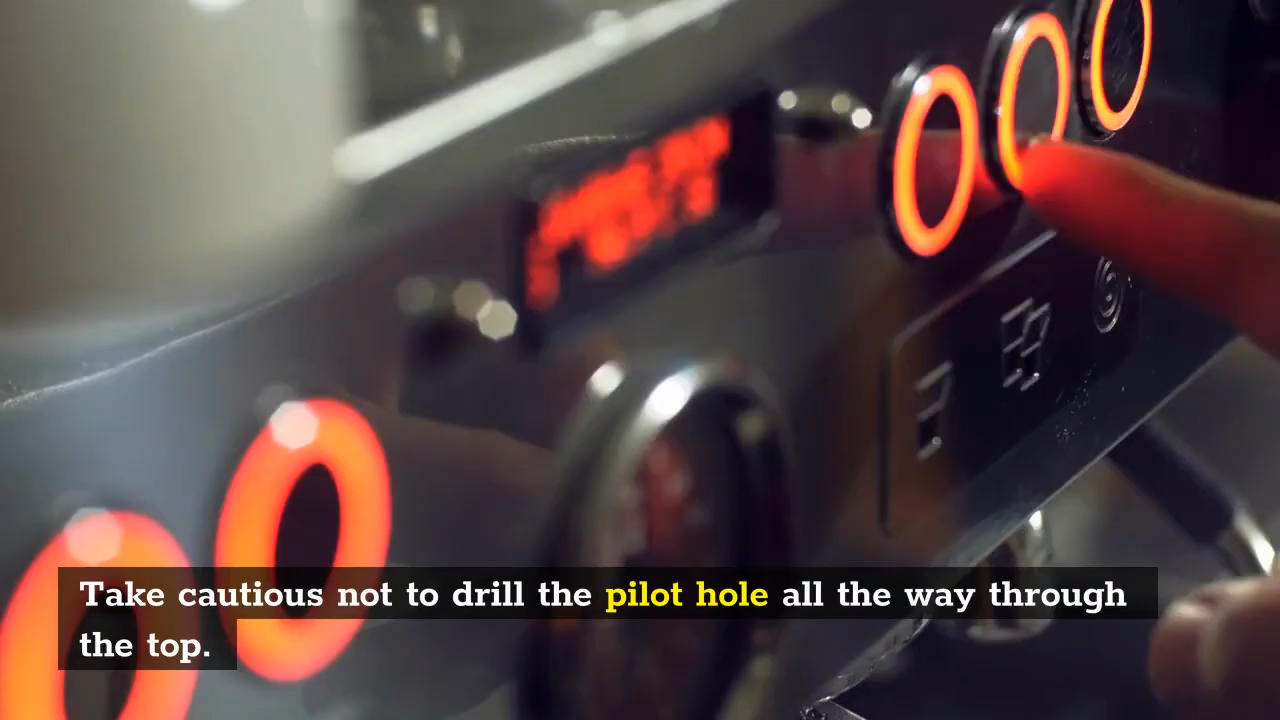 Take cautious not to drill the pilot hole all the way through
the top.